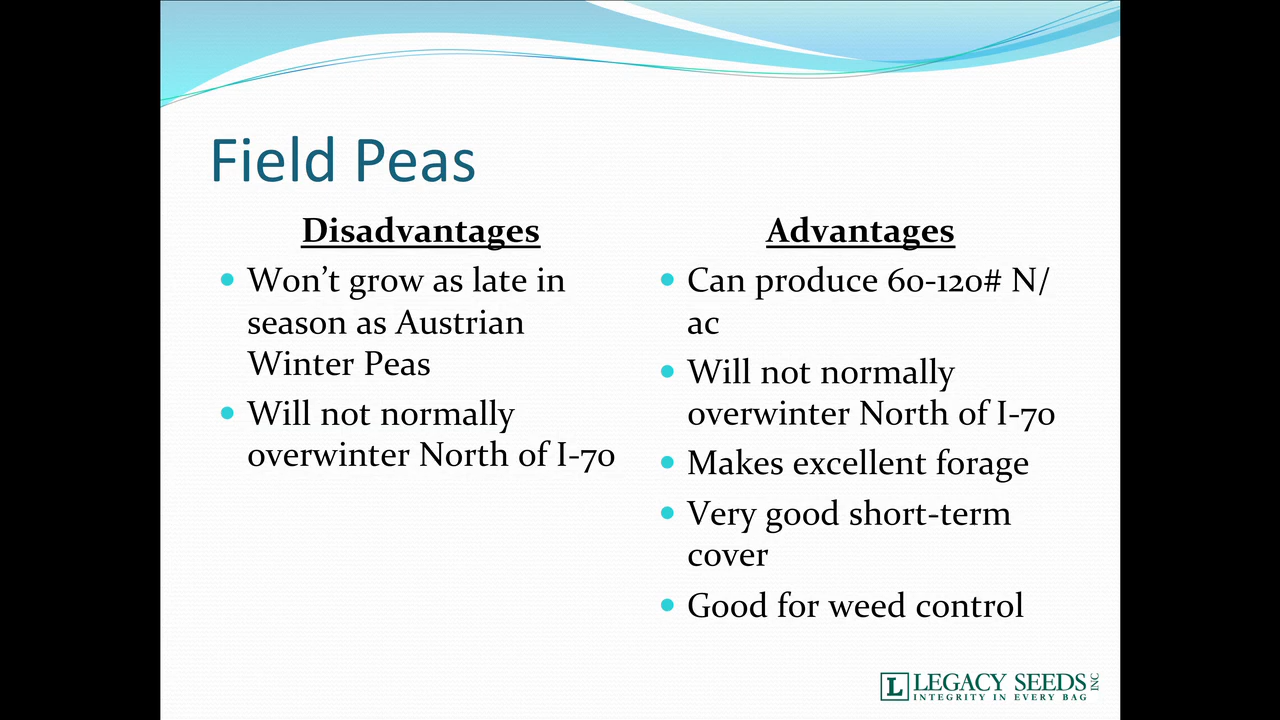 Field Peas
Disadvantages
Won’t grow as late in
season as Austrian
Winter Peas
Will not normally
overwinter North of I-70
Advantages
Can produce 60-120# N/
ac
Will not normally
overwinter North of I-70
Makes excellent forage
Very good short-term
cover
Good for weed control
L LEGACY SEEDS INC
INTEGRITY IN EVERY BAG